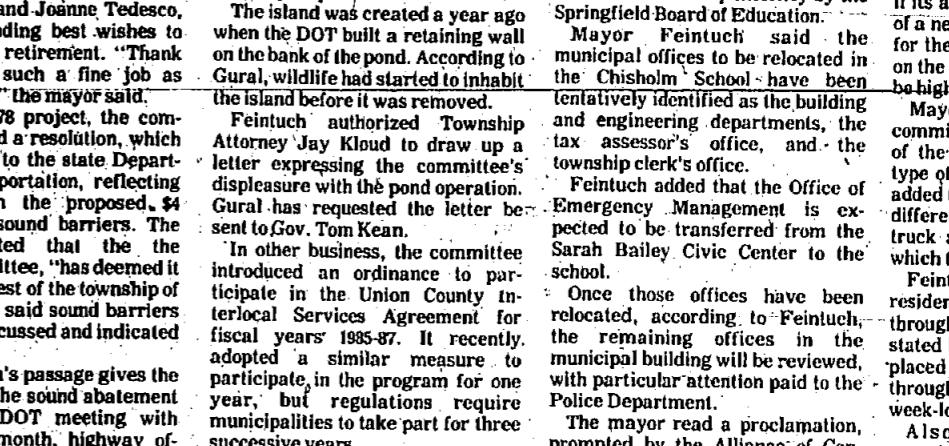 and Joanne Tedesco,
ding best wishes to
retirement. "Thank
such a fine job as
" the mayor said.
78 project, the com-
d a resolution, which
to the state Depart-
portation, reflecting
n the proposed $4
sound barriers. The
ted that the the
ittee, "has deemed it
est of the township of
said sound barriers
cussed and indicated
's passage gives the
he sound abatement
DOT meeting with
month, highway of-
The island was created a year ago
when the DOT built a retaining wall
on the bank of the pond. According to
Gural, wildlife had started to inhabit
the island before it was removed.
Feintuch authorized Township
Attorney Jay Kloud to draw up a
letter expressing the committee's
displeasure with the pond operation.
Gural has requested the letter be
sent to Gov. Tom Kean.
In other business, the committee
introduced an ordinance to par-
ticipate in the Union County In-
terlocal Services Agreement for
fiscal years 1985-87. It recently
adopted a similar measure to
participate in the program for one
year, but regulations require
municipalities to take part for three
successive years.
Springfield Board of Education.
Mayor Feintuch said the
municipal offices to be relocated in
the Chisholm School have been
tentatively identified as the building
and engineering departments, the
tax assessor's office, and the
township clerk's office.
Feintuch added that the Office of
Emergency Management is ex-
pected to be transferred from the
Sarah Bailey Civic Center to the
school.
Once those offices have been
relocated, according to Feintuch,
the remaining offices in the
municipal building will be reviewed,
with particular attention paid to the
Police Department.
The mayor read a proclamation,
prompted by the Alliance of Con-
of a ne
for the
on the
be high
May
commi
of the
type of
added
differe
truck a
which t
Feint
residen
through
stated
placed
through
week-lo
Also